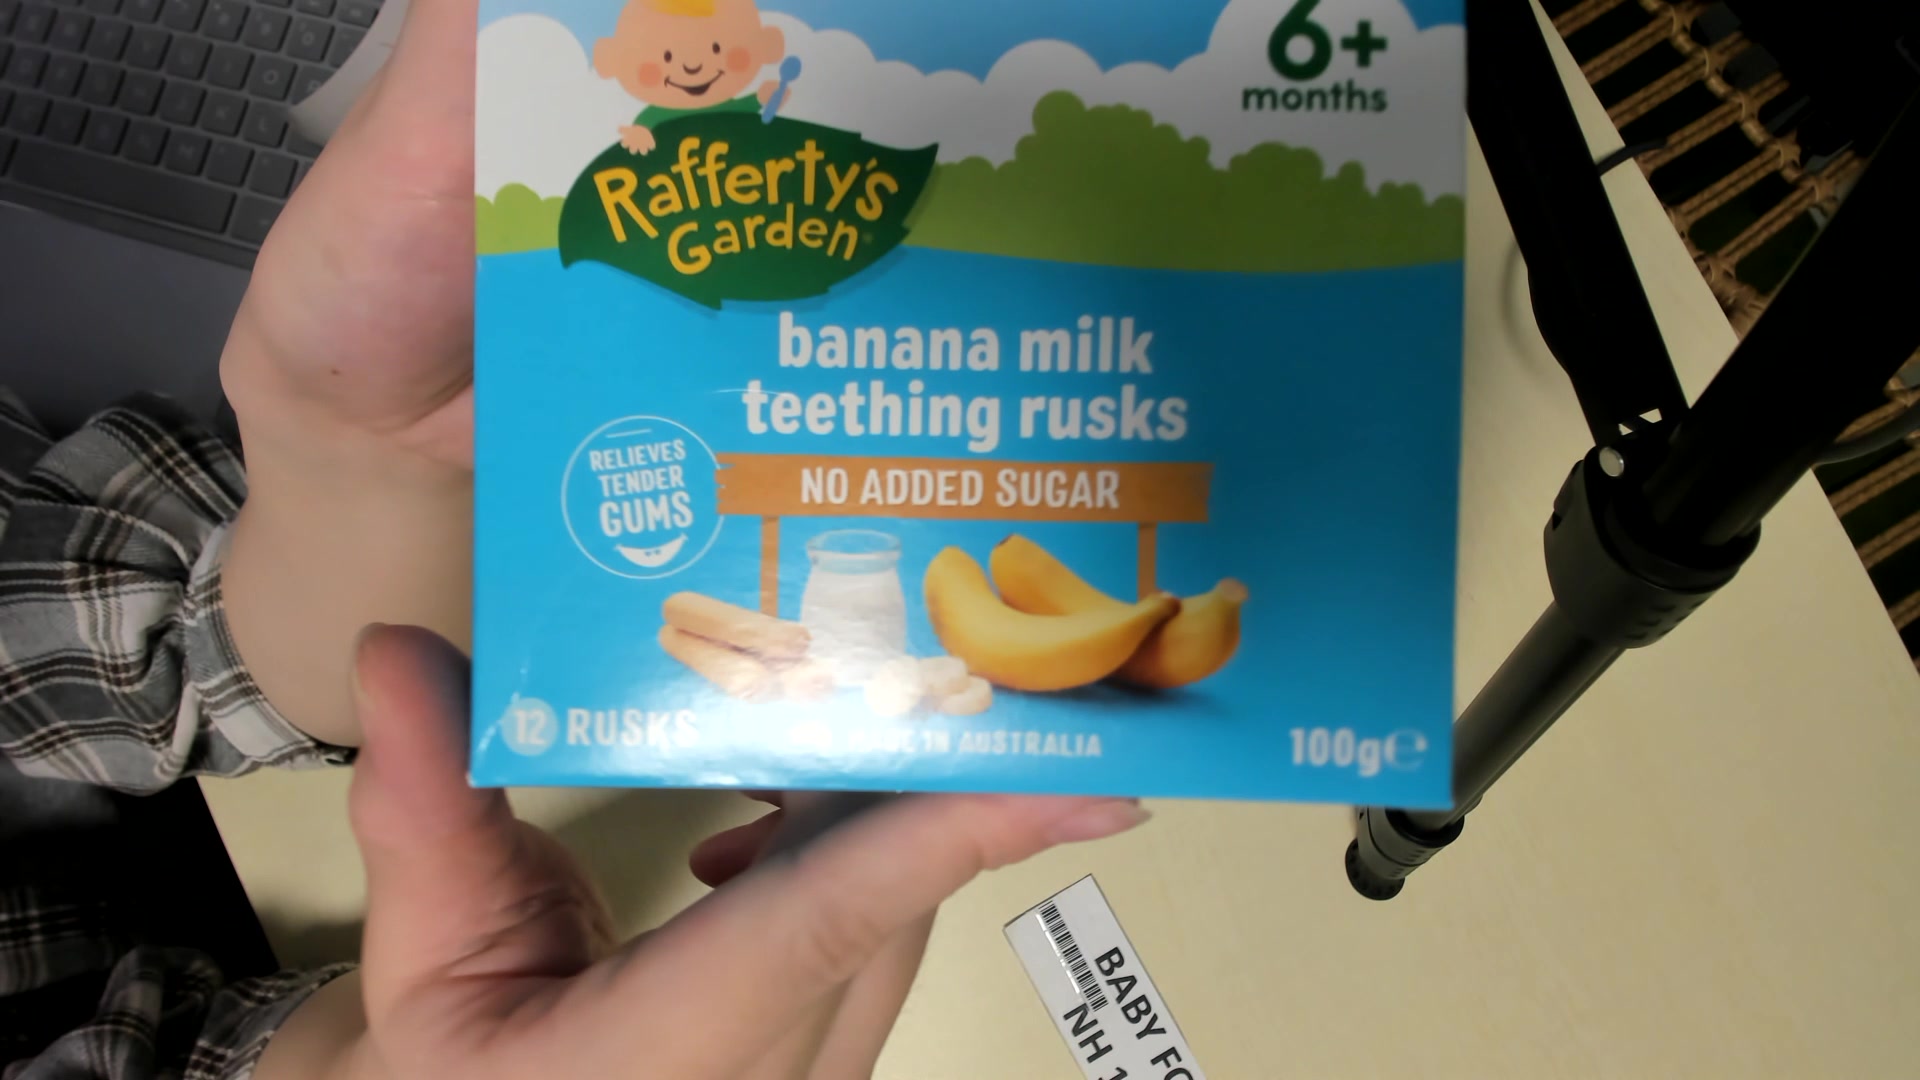 6+
months
Rafferty's
Garden
banana milk
teething rusks
NO ADDED SUGAR
RELIEVES
TENDER
GUMS
12 RUSKS
MADE IN AUSTRALIA
100g℮
BABY FO
NH 1